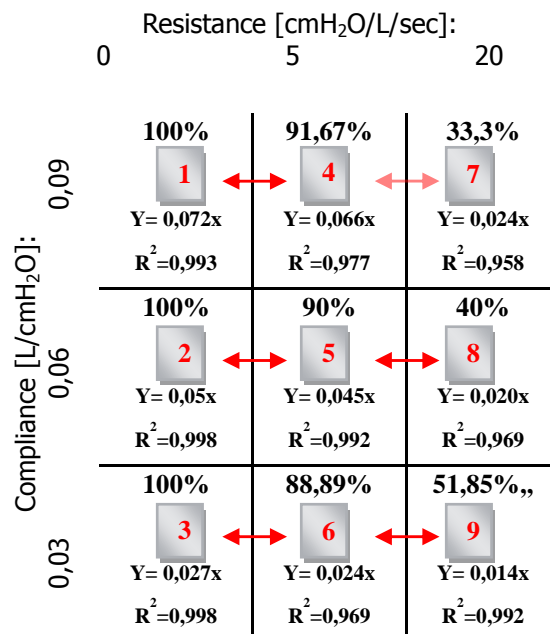 Resistance [cmH₂O/L/sec]:
0 5 20
Compliance [L/cmH₂O]:
0,09
100% 91,67% 33,3%
1 4 7
Y= 0,072x Y= 0,066x Y= 0,024x
R²=0,993 R²=0,977 R²=0,958
0,06
100% 90% 40%
2 5 8
Y= 0,05x Y= 0,045x Y= 0,020x
R²=0,998 R²=0,992 R²=0,969
0,03
100% 88,89% 51,85%,,
3 6 9
Y= 0,027x Y= 0,024x Y= 0,014x
R²=0,998 R²=0,969 R²=0,992